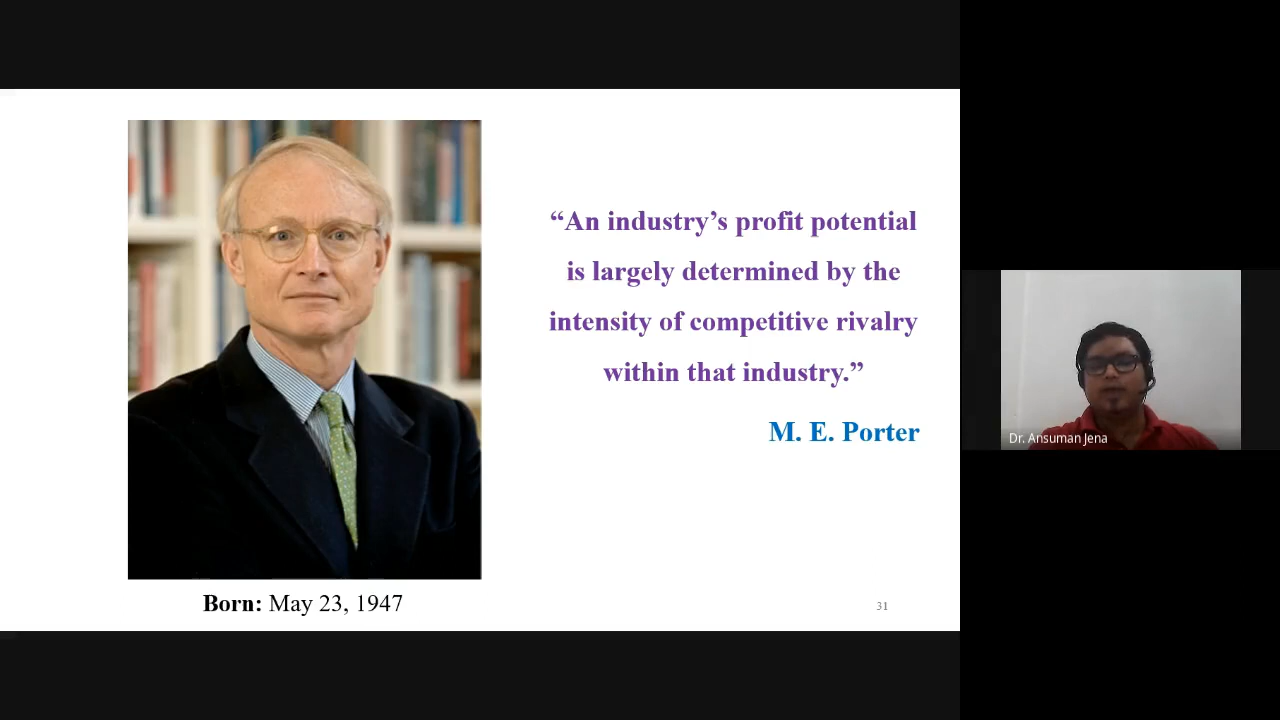 “An industry’s profit potential
is largely determined by the
intensity of competitive rivalry
within that industry.”
M. E. Porter
Born: May 23, 1947
31
Dr. Ansuman Jena